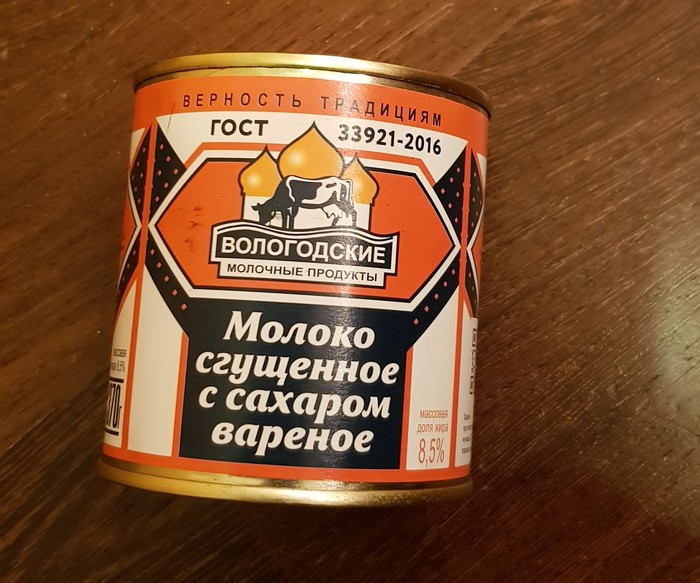 ВЕРНОСТЬ ТРАДИЦИЯМ
ГОСТ 33921-2016
ВОЛОГОДСКИЕ
МОЛОЧНЫЕ ПРОДУКТЫ
Молоко
сгущенное
с сахаром
вареное
массовая
доля жира
8,5%